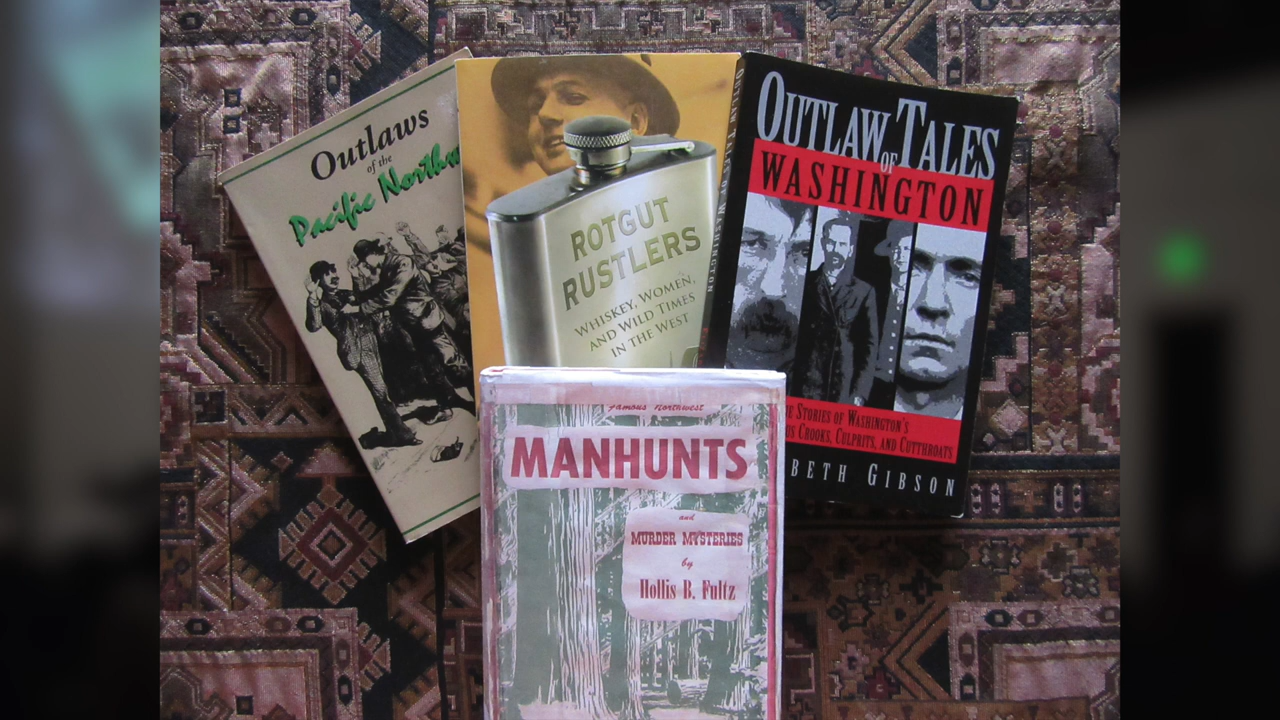 Outlaws
of the
Pacific
ROTGUT
RUSTLERS
WHISKEY, WOMEN,
AND WILD TIMES
IN THE WEST
OUTLAW TALES
OF
WASHINGTON
STORIES OF WASHINGTON'S
CROOKS, CULPRITS, AND CUTTHROATS
BETH GIBSON
Famous Northwest
MANHUNTS
and
MURDER MYSTERIES
by
Hollis B. Fultz